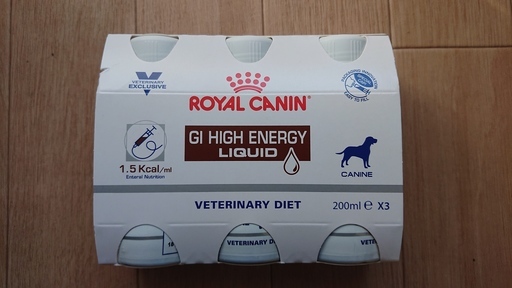 VETERINARY
EXCLUSIVE
ROYAL CANIN
EASY TO FILL
GI HIGH ENERGY
LIQUID
1.5 Kcal/ml
Enteral Nutrition
CANINE
VETERINARY DIET
200ml ℮ X3
VETERINARY D
VETE